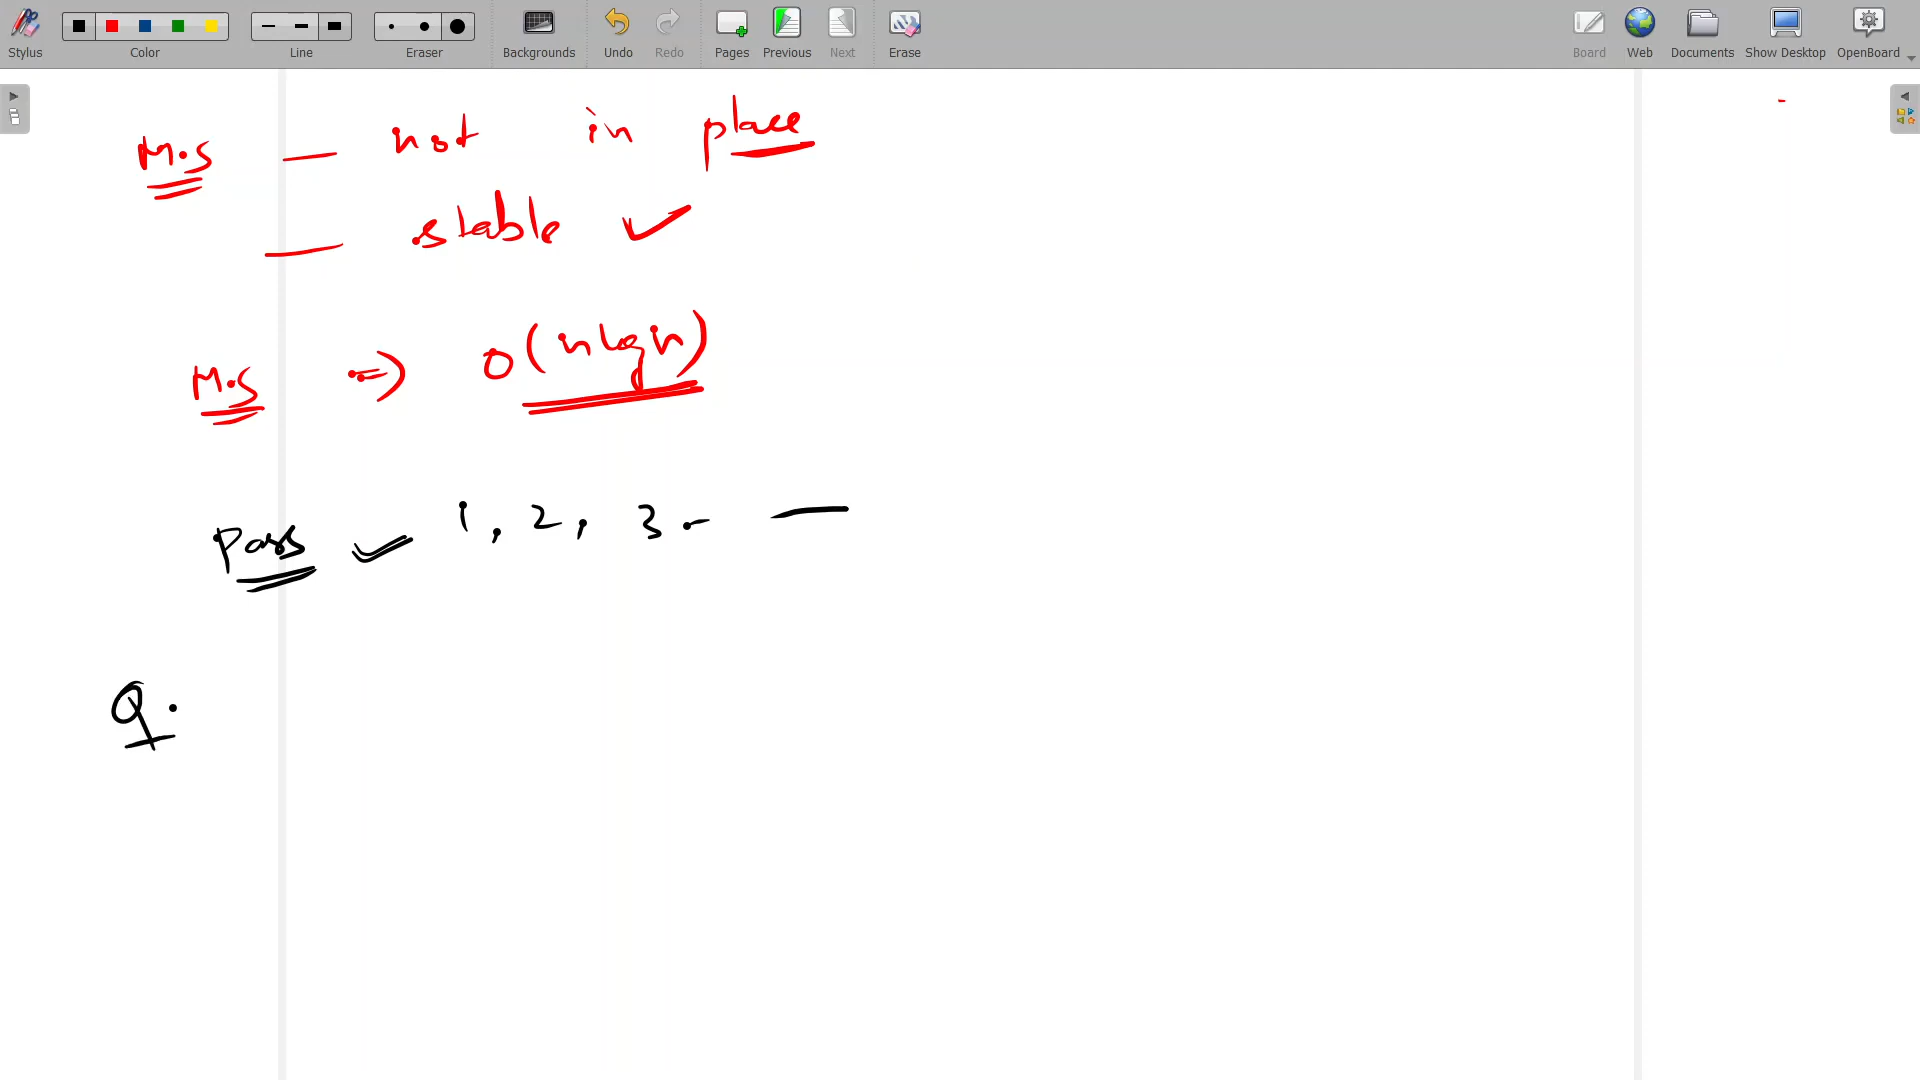 Stylus Color Line Eraser Backgrounds Undo Redo Pages Previous Next Erase Board Web Documents Show Desktop OpenBoard
M.S — not in place
— stable ✓
M.S => O(nlgn)
Pass ✓ 1, 2, 3 - —
Q.